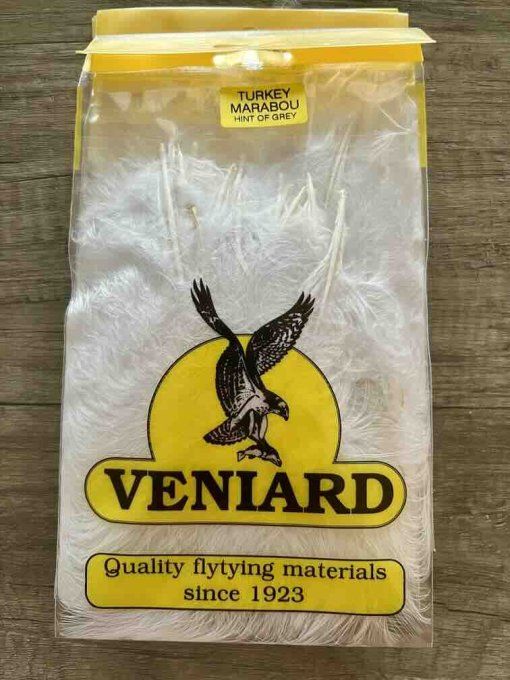 TURKEY
MARABOU
HINT OF GREY
VENIARD
Quality flytying materials
since 1923